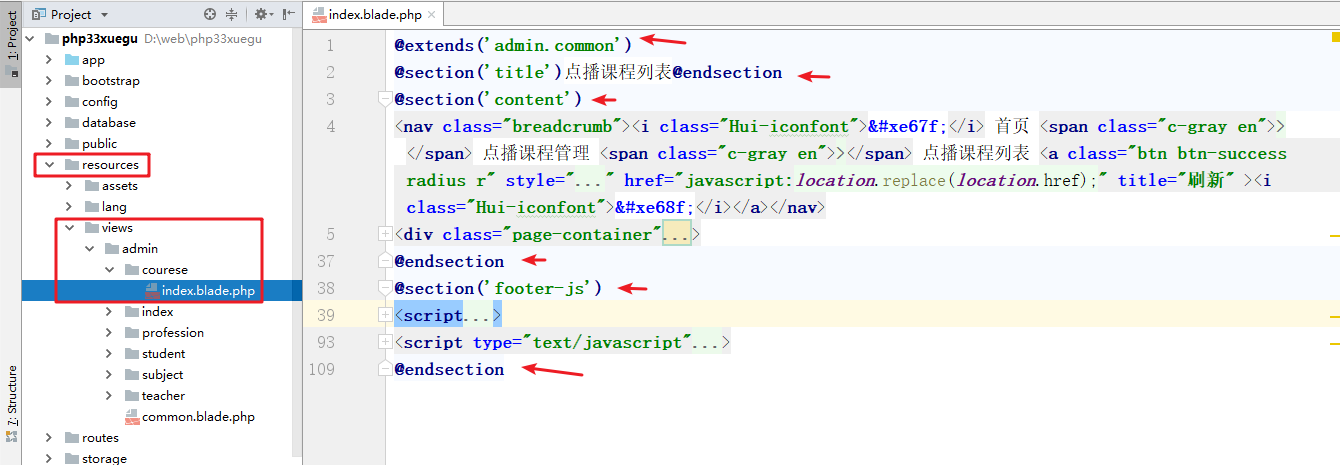 Project
index.blade.php
1: Project
7: Structure
php33xuegu D:\web\php33xuegu
app
bootstrap
config
database
public
resources
assets
lang
views
admin
courese
index.blade.php
index
profession
student
subject
teacher
common.blade.php
routes
storage
1 @extends('admin.common')
2 @section('title')点播课程列表@endsection
3 @section('content')
4 <nav class="breadcrumb"><i class="Hui-iconfont">&#xe67f;</i> 首页 <span class="c-gray en">>
</span> 点播课程管理 <span class="c-gray en">></span> 点播课程列表 <a class="btn btn-success
radius r" style="..." href="javascript:location.replace(location.href);" title="刷新" ><i
class="Hui-iconfont">&#xe68f;</i></a></nav>
5 <div class="page-container"...>
37 @endsection
38 @section('footer-js')
39 <script...>
93 <script type="text/javascript"...>
109 @endsection